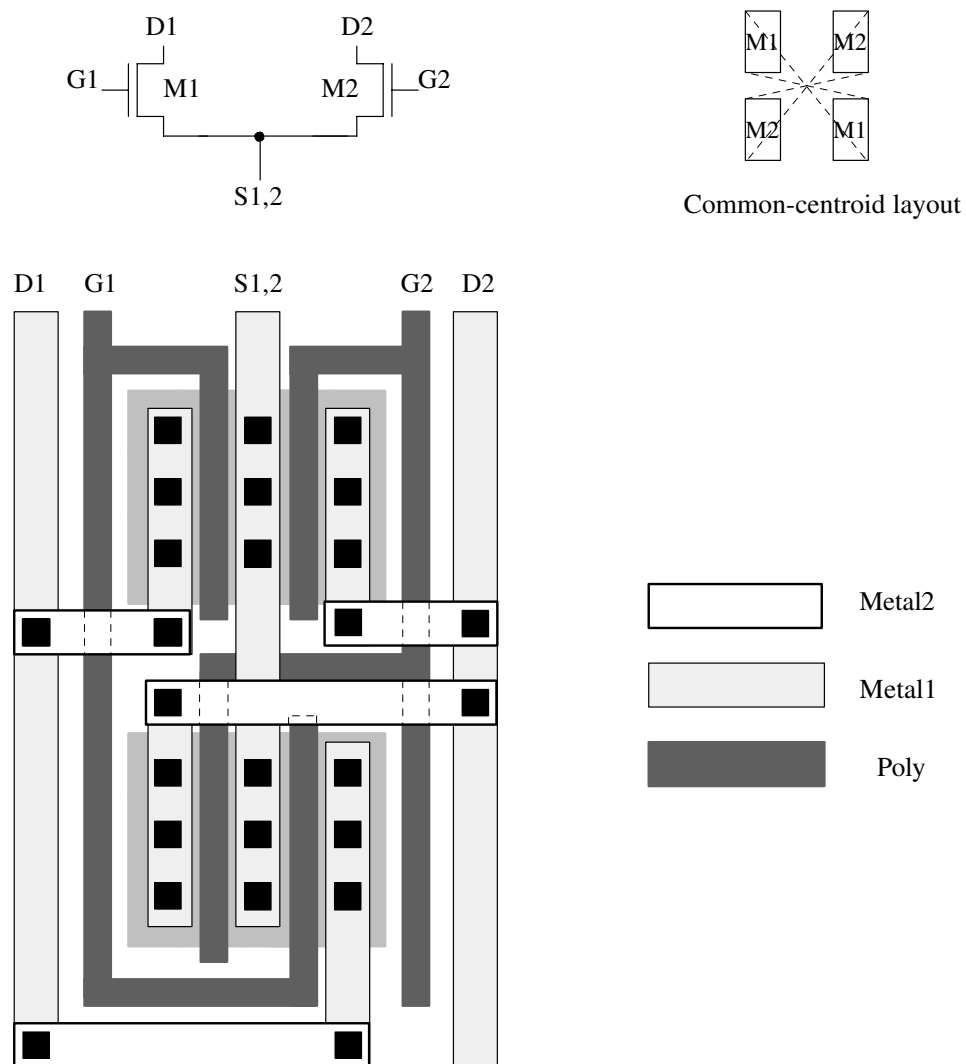 D1 D2
G1 M1 M2 G2
S1,2
M1 M2
M2 M1
Common-centroid layout
D1 G1 S1,2 G2 D2
Metal2
Metal1
Poly